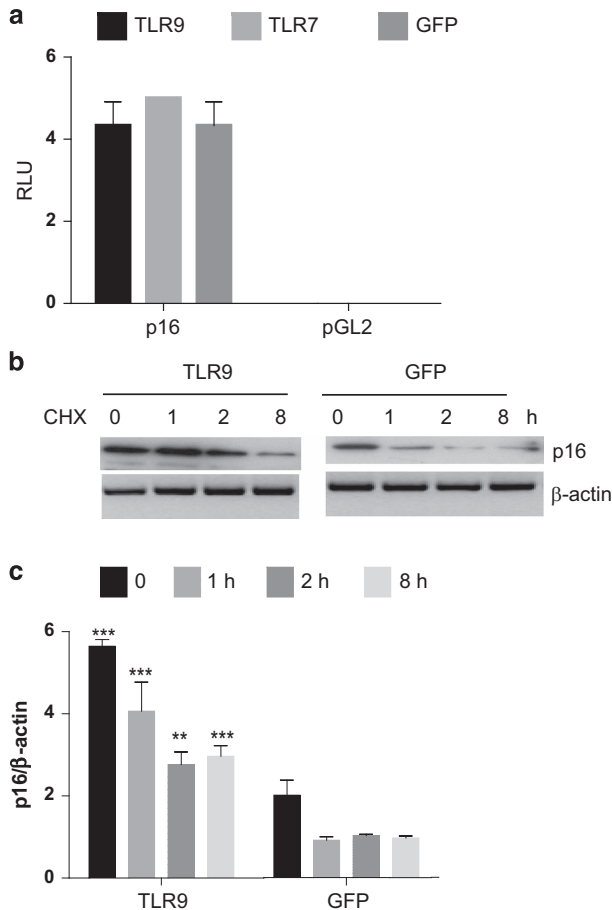 a
TLR9 TLR7 GFP
6
4
2
0
RLU
p16 pGL2
b
TLR9 GFP
CHX 0 1 2 8 0 1 2 8 h
p16
β-actin
c
0 1 h 2 h 8 h
6
4
2
0
p16/β-actin
*** *** ** ***
TLR9 GFP